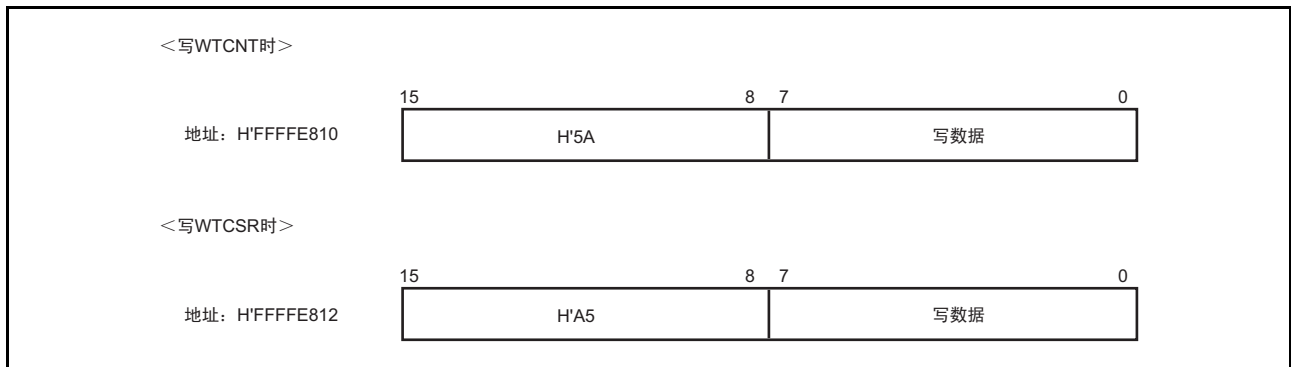 ＜写WTCNT时＞
15 8 7 0
地址：H'FFFFE810 H'5A 写数据
＜写WTCSR时＞
15 8 7 0
地址：H'FFFFE812 H'A5 写数据